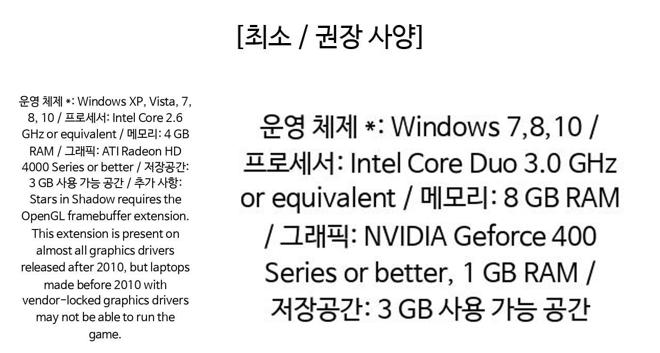 [최소 / 권장 사양]
운영 체제 *: Windows XP, Vista, 7,
8, 10 / 프로세서: Intel Core 2.6
GHz or equivalent / 메모리: 4 GB
RAM / 그래픽: ATI Radeon HD
4000 Series or better / 저장공간:
3 GB 사용 가능 공간 / 추가 사항:
Stars in Shadow requires the
OpenGL framebuffer extension.
This extension is present on
almost all graphics drivers
released after 2010, but laptops
made before 2010 with
vendor-locked graphics drivers
may not be able to run the
game.
운영 체제 *: Windows 7,8,10 /
프로세서: Intel Core Duo 3.0 GHz
or equivalent / 메모리: 8 GB RAM
/ 그래픽: NVIDIA Geforce 400
Series or better, 1 GB RAM /
저장공간: 3 GB 사용 가능 공간